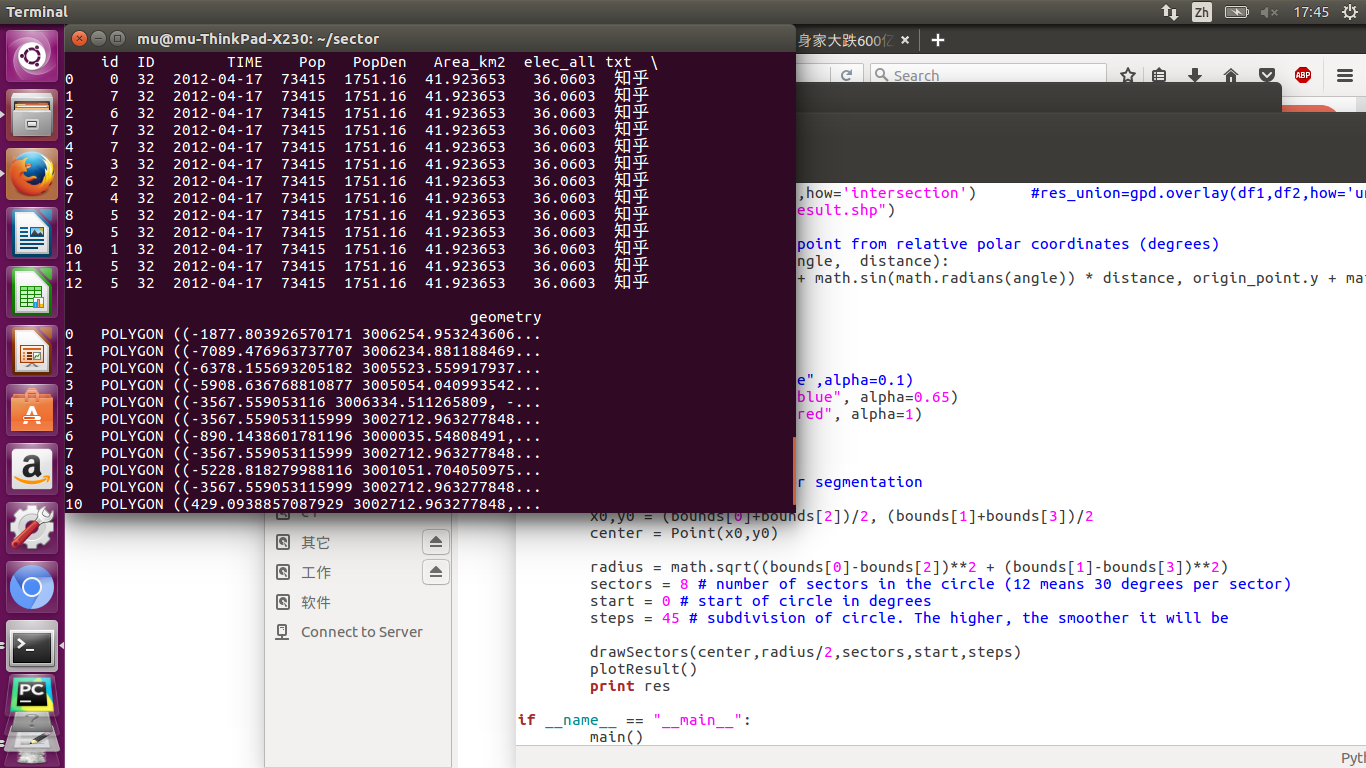 Terminal
Zh
17:45
mu@mu-ThinkPad-X230: ~/sector
身家大跌600亿
Search
ABP
id ID TIME Pop PopDen Area_km2 elec_all txt \
0 0 32 2012-04-17 73415 1751.16 41.923653 36.0603 知乎
1 7 32 2012-04-17 73415 1751.16 41.923653 36.0603 知乎
2 6 32 2012-04-17 73415 1751.16 41.923653 36.0603 知乎
3 7 32 2012-04-17 73415 1751.16 41.923653 36.0603 知乎
4 7 32 2012-04-17 73415 1751.16 41.923653 36.0603 知乎
5 3 32 2012-04-17 73415 1751.16 41.923653 36.0603 知乎
6 2 32 2012-04-17 73415 1751.16 41.923653 36.0603 知乎
7 4 32 2012-04-17 73415 1751.16 41.923653 36.0603 知乎
8 5 32 2012-04-17 73415 1751.16 41.923653 36.0603 知乎
9 5 32 2012-04-17 73415 1751.16 41.923653 36.0603 知乎
10 1 32 2012-04-17 73415 1751.16 41.923653 36.0603 知乎
11 5 32 2012-04-17 73415 1751.16 41.923653 36.0603 知乎
12 5 32 2012-04-17 73415 1751.16 41.923653 36.0603 知乎
geometry
0 POLYGON ((-1877.803926570171 3006254.953243606...
1 POLYGON ((-7089.476963737707 3006234.881188469...
2 POLYGON ((-6378.155693205182 3005523.559917937...
3 POLYGON ((-5908.636768810877 3005054.040993542...
4 POLYGON ((-3567.559053116 3006334.511265809, -...
5 POLYGON ((-3567.559053115999 3002712.963277848...
6 POLYGON ((-890.1438601781196 3000035.54808491,...
7 POLYGON ((-3567.559053115999 3002712.963277848...
8 POLYGON ((-5228.818279988116 3001051.704050975...
9 POLYGON ((-3567.559053115999 3002712.963277848...
10 POLYGON ((429.0938857087929 3002712.963277848,...
,how='intersection') #res_union=gpd.overlay(df1,df2,how='un
esult.shp")
point from relative polar coordinates (degrees)
ngle, distance):
+ math.sin(math.radians(angle)) * distance, origin_point.y + mat
e",alpha=0.1)
blue", alpha=0.65)
red", alpha=1)
r segmentation
x0,y0 = (bounds[0]+bounds[2])/2, (bounds[1]+bounds[3])/2
center = Point(x0,y0)
radius = math.sqrt((bounds[0]-bounds[2])**2 + (bounds[1]-bounds[3])**2)
sectors = 8 # number of sectors in the circle (12 means 30 degrees per sector)
start = 0 # start of circle in degrees
steps = 45 # subdivision of circle. The higher, the smoother it will be
drawSectors(center,radius/2,sectors,start,steps)
plotResult()
print res
if __name__ == "__main__":
main()
Pyth
其它
工作
软件
Connect to Server
PC